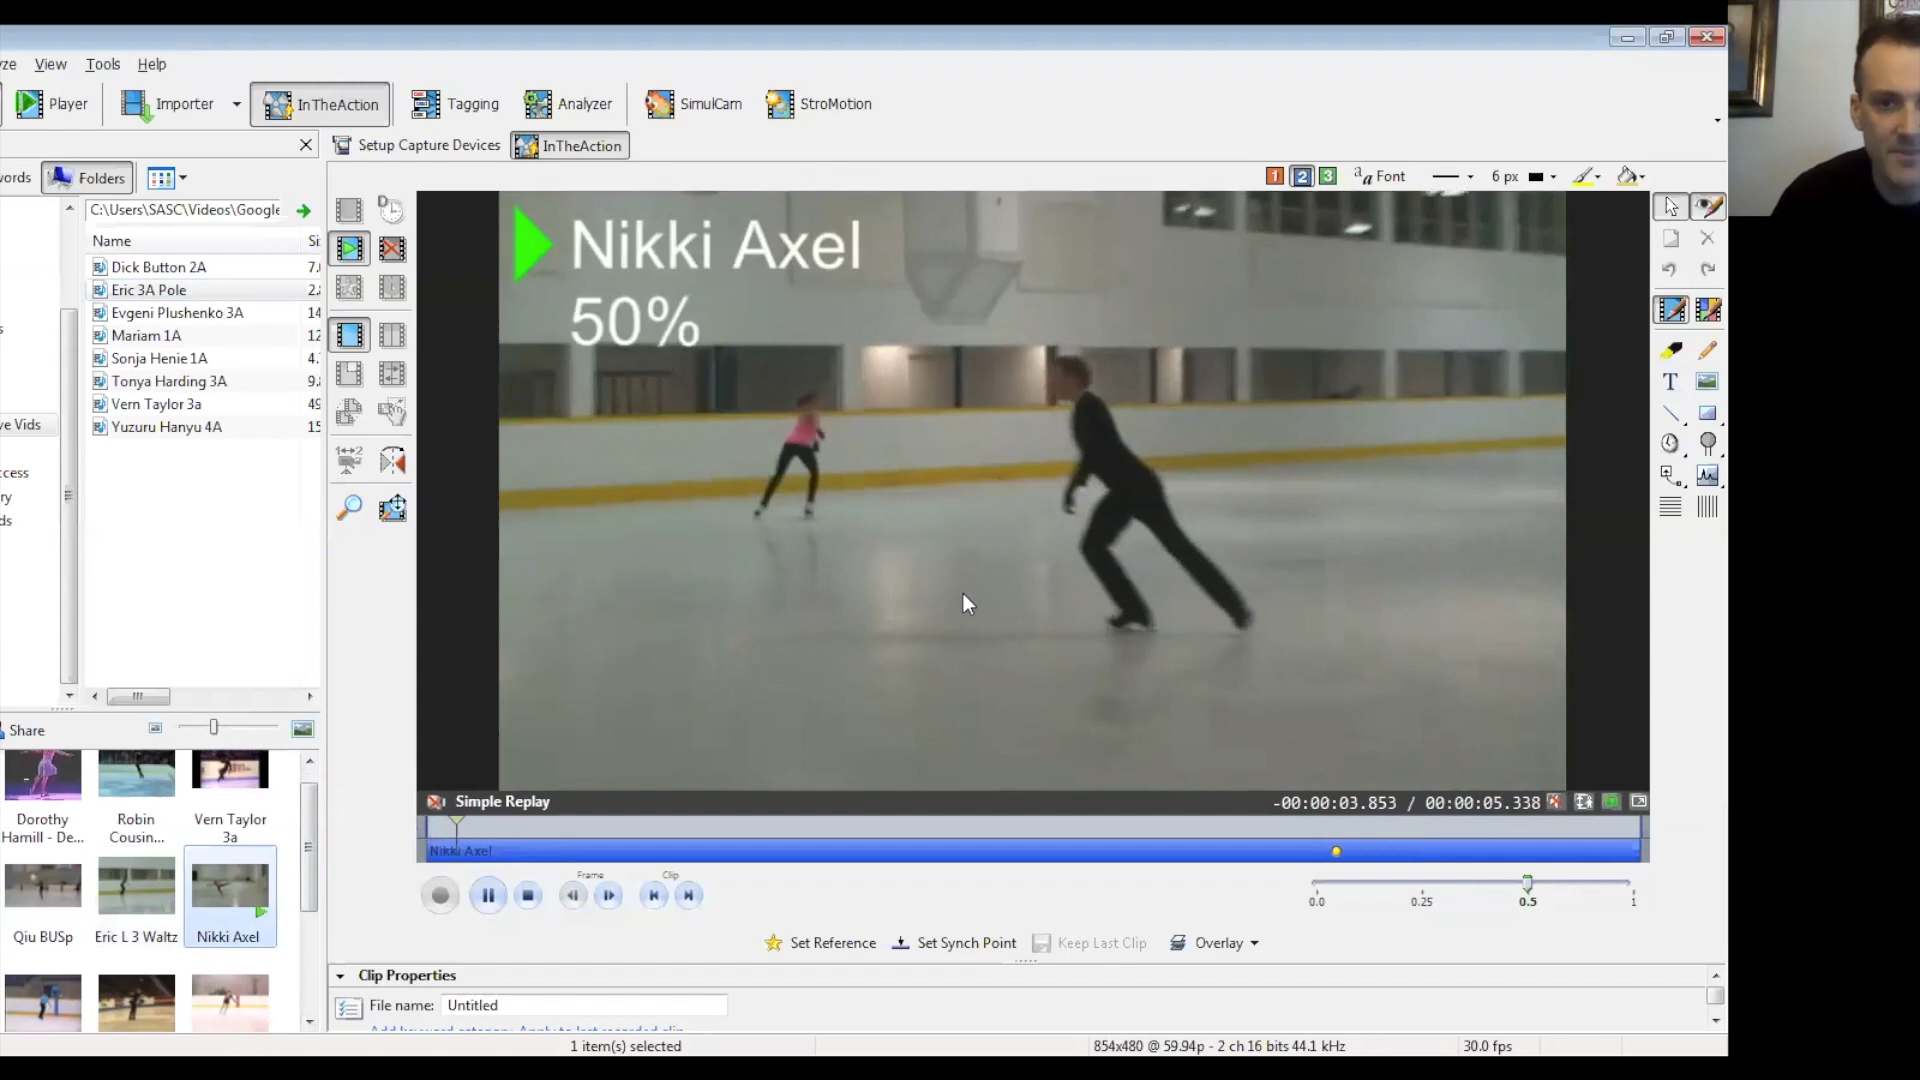 View Tools Help
Player Importer InTheAction Tagging Analyzer SimulCam StroMotion
Setup Capture Devices InTheAction
Folders
1 2 3 Font 6 px
C:\Users\SASC\Videos\Google
Name
Dick Button 2A
Eric 3A Pole
Evgeni Plushenko 3A
Mariam 1A
Sonja Henie 1A
Tonya Harding 3A
Vern Taylor 3a
Yuzuru Hanyu 4A
Nikki Axel
50%
Share
Dorothy Hamill - De...
Robin Cousin...
Vern Taylor 3a
Qiu BUSp
Eric L 3 Waltz
Nikki Axel
Simple Replay
-00:00:03.853 / 00:00:05.338
Nikki Axel
Frame Clip
0.0 0.25 0.5 1
Set Reference Set Synch Point Keep Last Clip Overlay
Clip Properties
File name: Untitled
1 item(s) selected
854x480 @ 59.94p - 2 ch 16 bits 44.1 kHz
30.0 fps